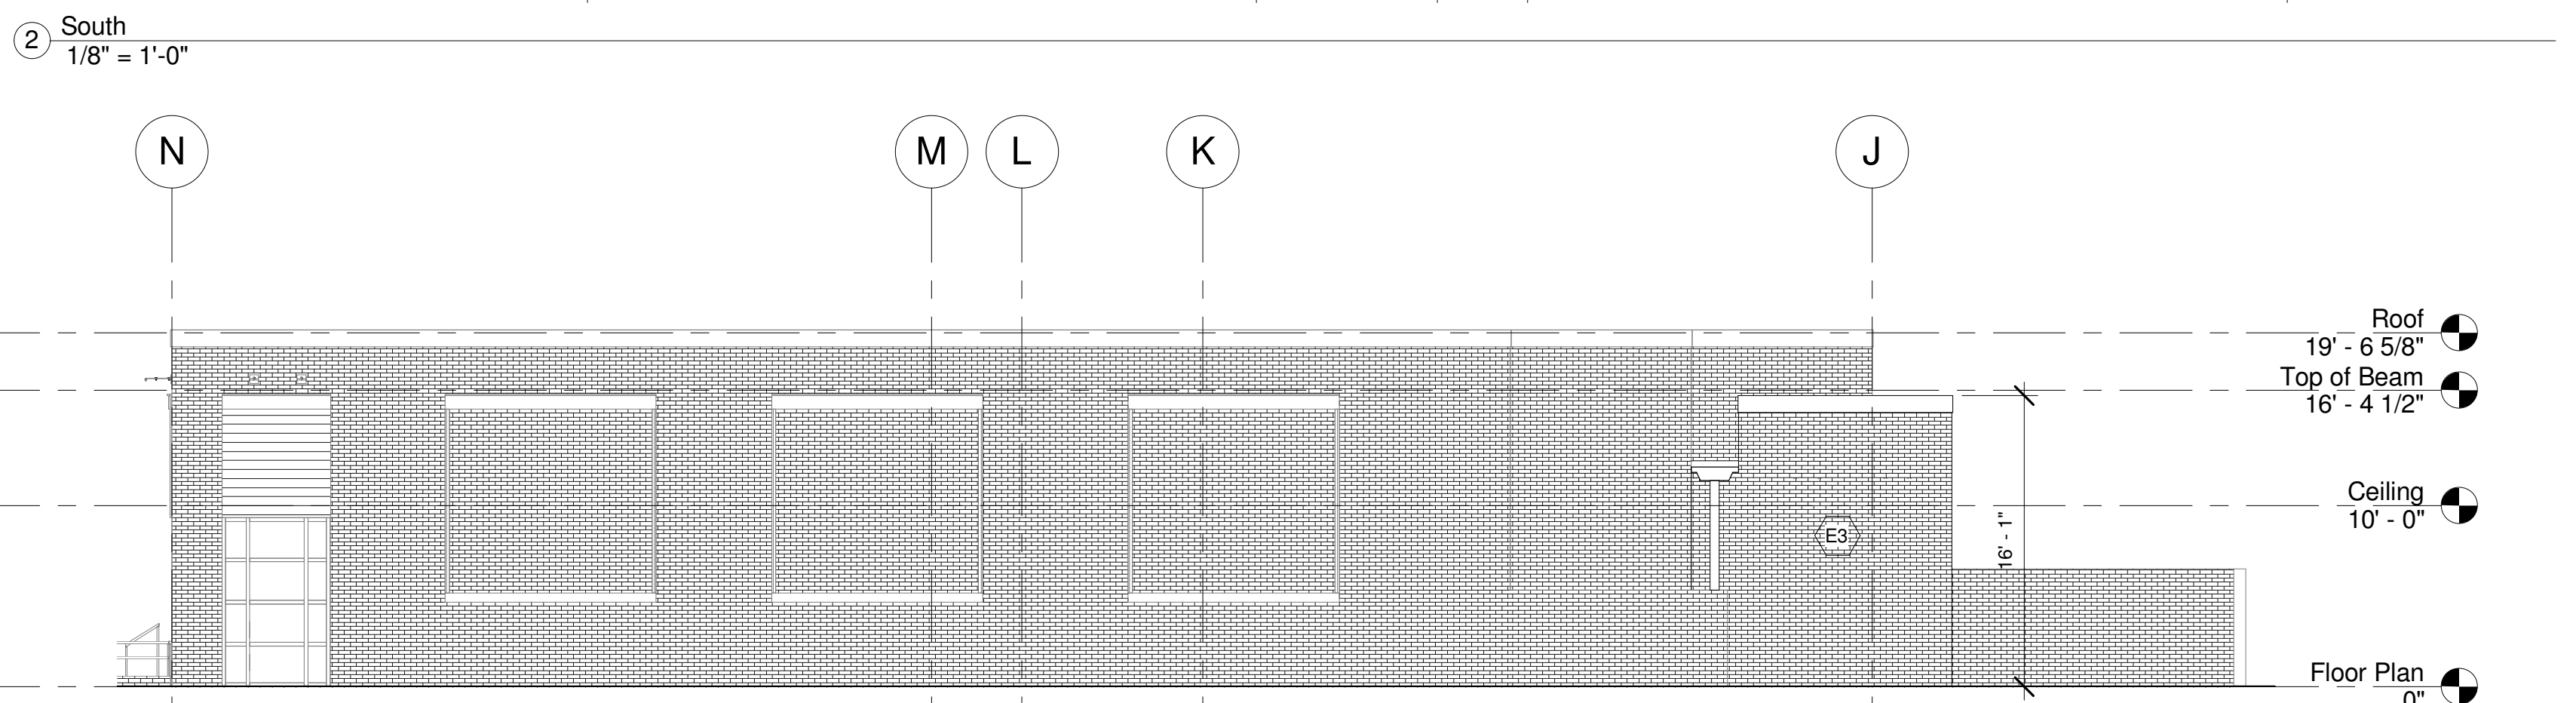 2 South
1/8" = 1'-0"
N M L K J
Roof
19' - 6 5/8"
Top of Beam
16' - 4 1/2"
Ceiling
10' - 0"
16' - 1"
E3
Floor Plan
0"